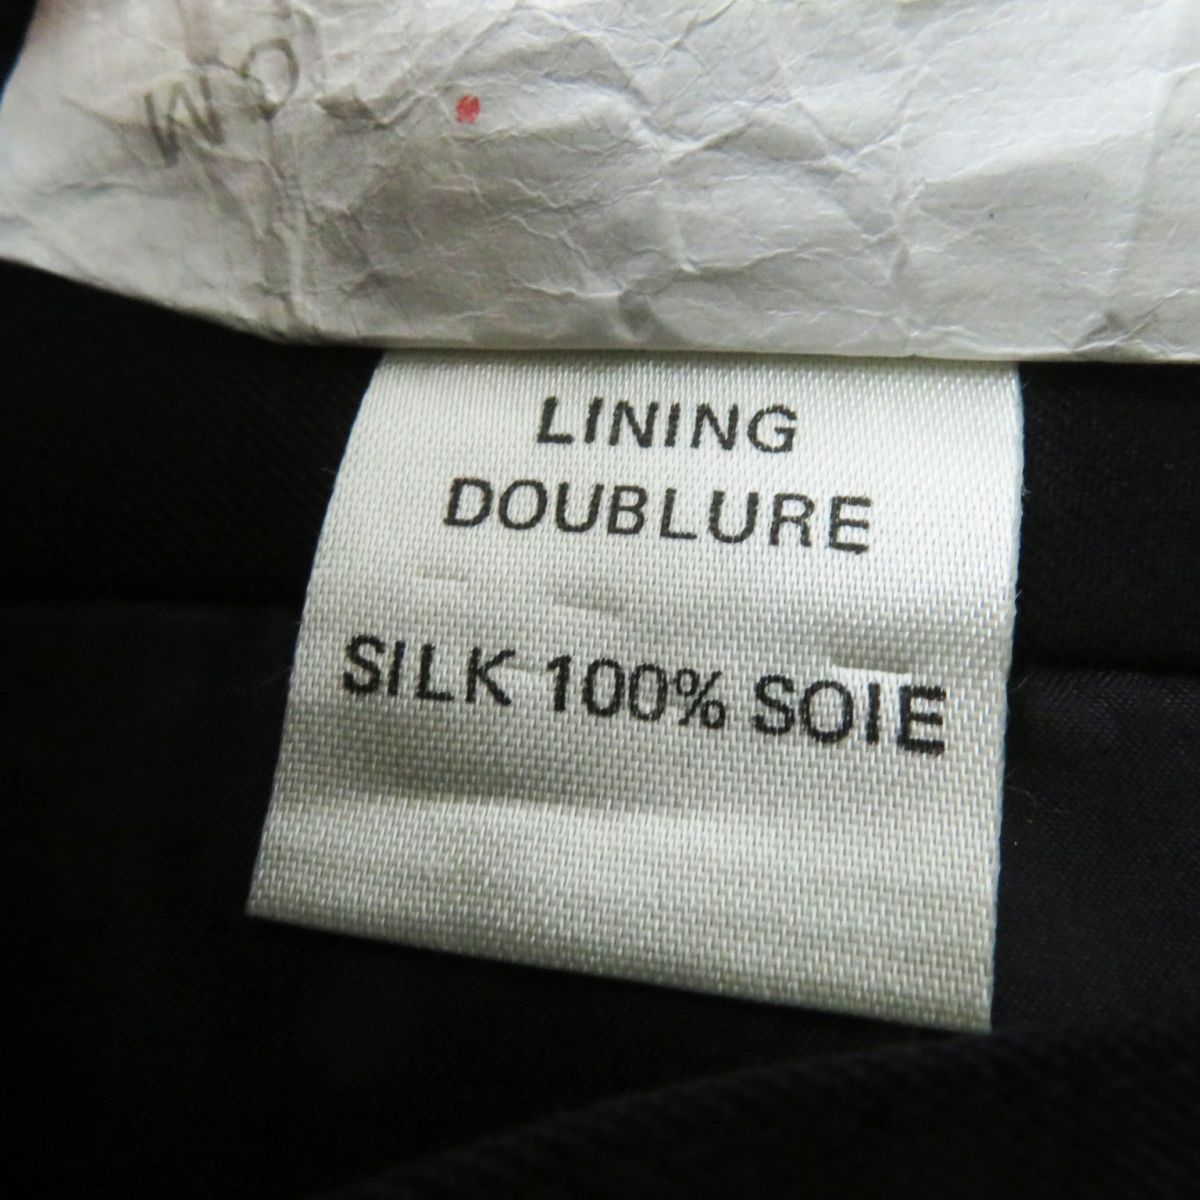 LINING
DOUBLURE
SILK 100% SOIE